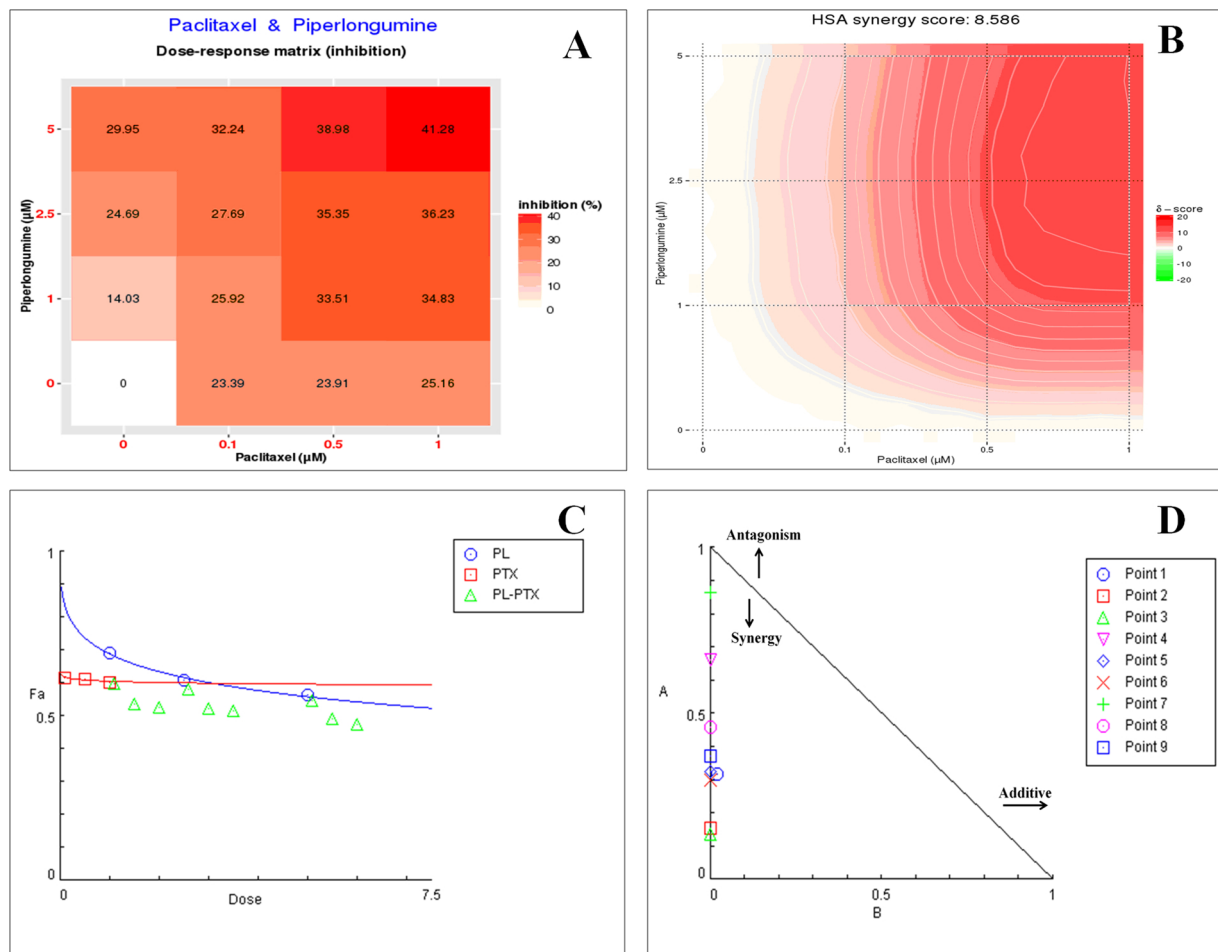 Paclitaxel & Piperlongumine
Dose-response matrix (inhibition)
A
Piperlongumine (µM)
5
29.95 32.24 38.98 41.28
2.5
24.69 27.69 35.35 36.23
1
14.03 25.92 33.51 34.83
0
0 23.39 23.91 25.16
0 0.1 0.5 1
Paclitaxel (µM)
inhibition (%)
40
30
20
10
0
HSA synergy score: 8.586
B
Piperlongumine (µM)
5
2.5
1
0
0 0.1 0.5 1
Paclitaxel (µM)
δ – score
20
10
0
-10
-20
C
1
Fa
0.5
0
0 Dose 7.5
PL
PTX
PL-PTX
D
1
A
0.5
0
0 0.5 1
B
Antagonism
Synergy
Additive
Point 1
Point 2
Point 3
Point 4
Point 5
Point 6
Point 7
Point 8
Point 9